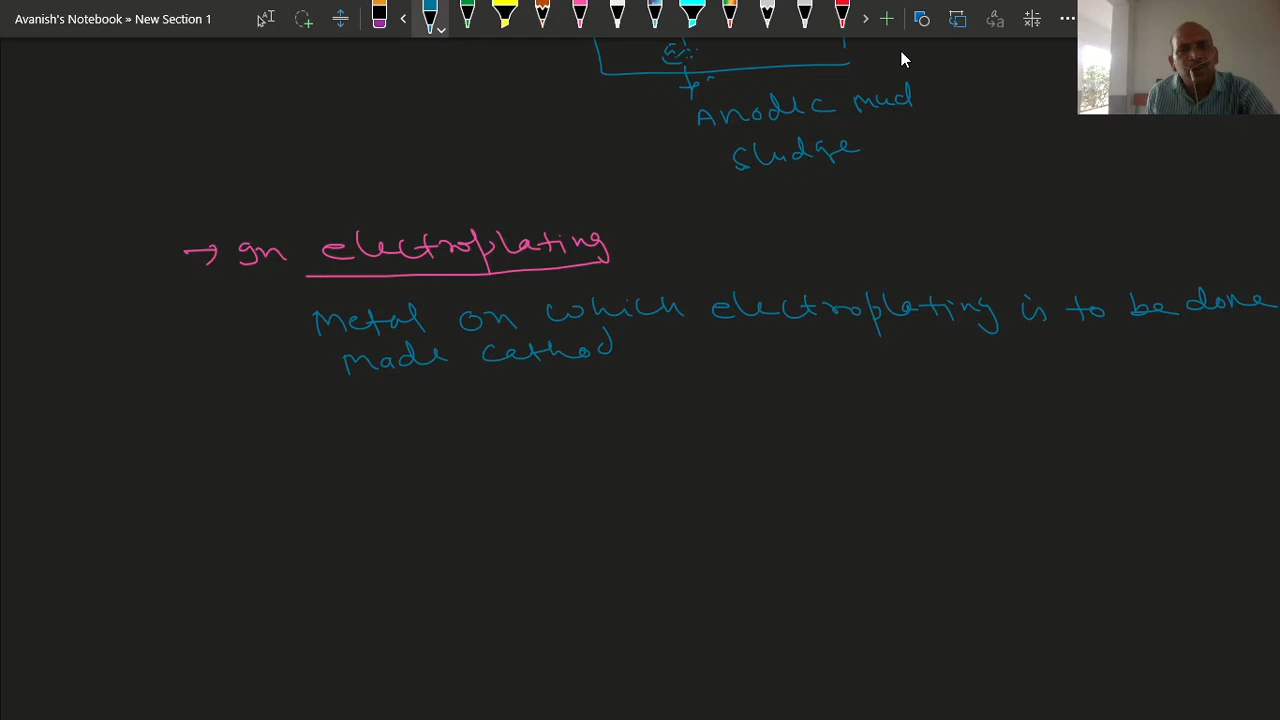 Avanish's Notebook » New Section 1
Anodic mud
sludge
→ In electroplating
Metal on which electroplating is to be done
made cathod